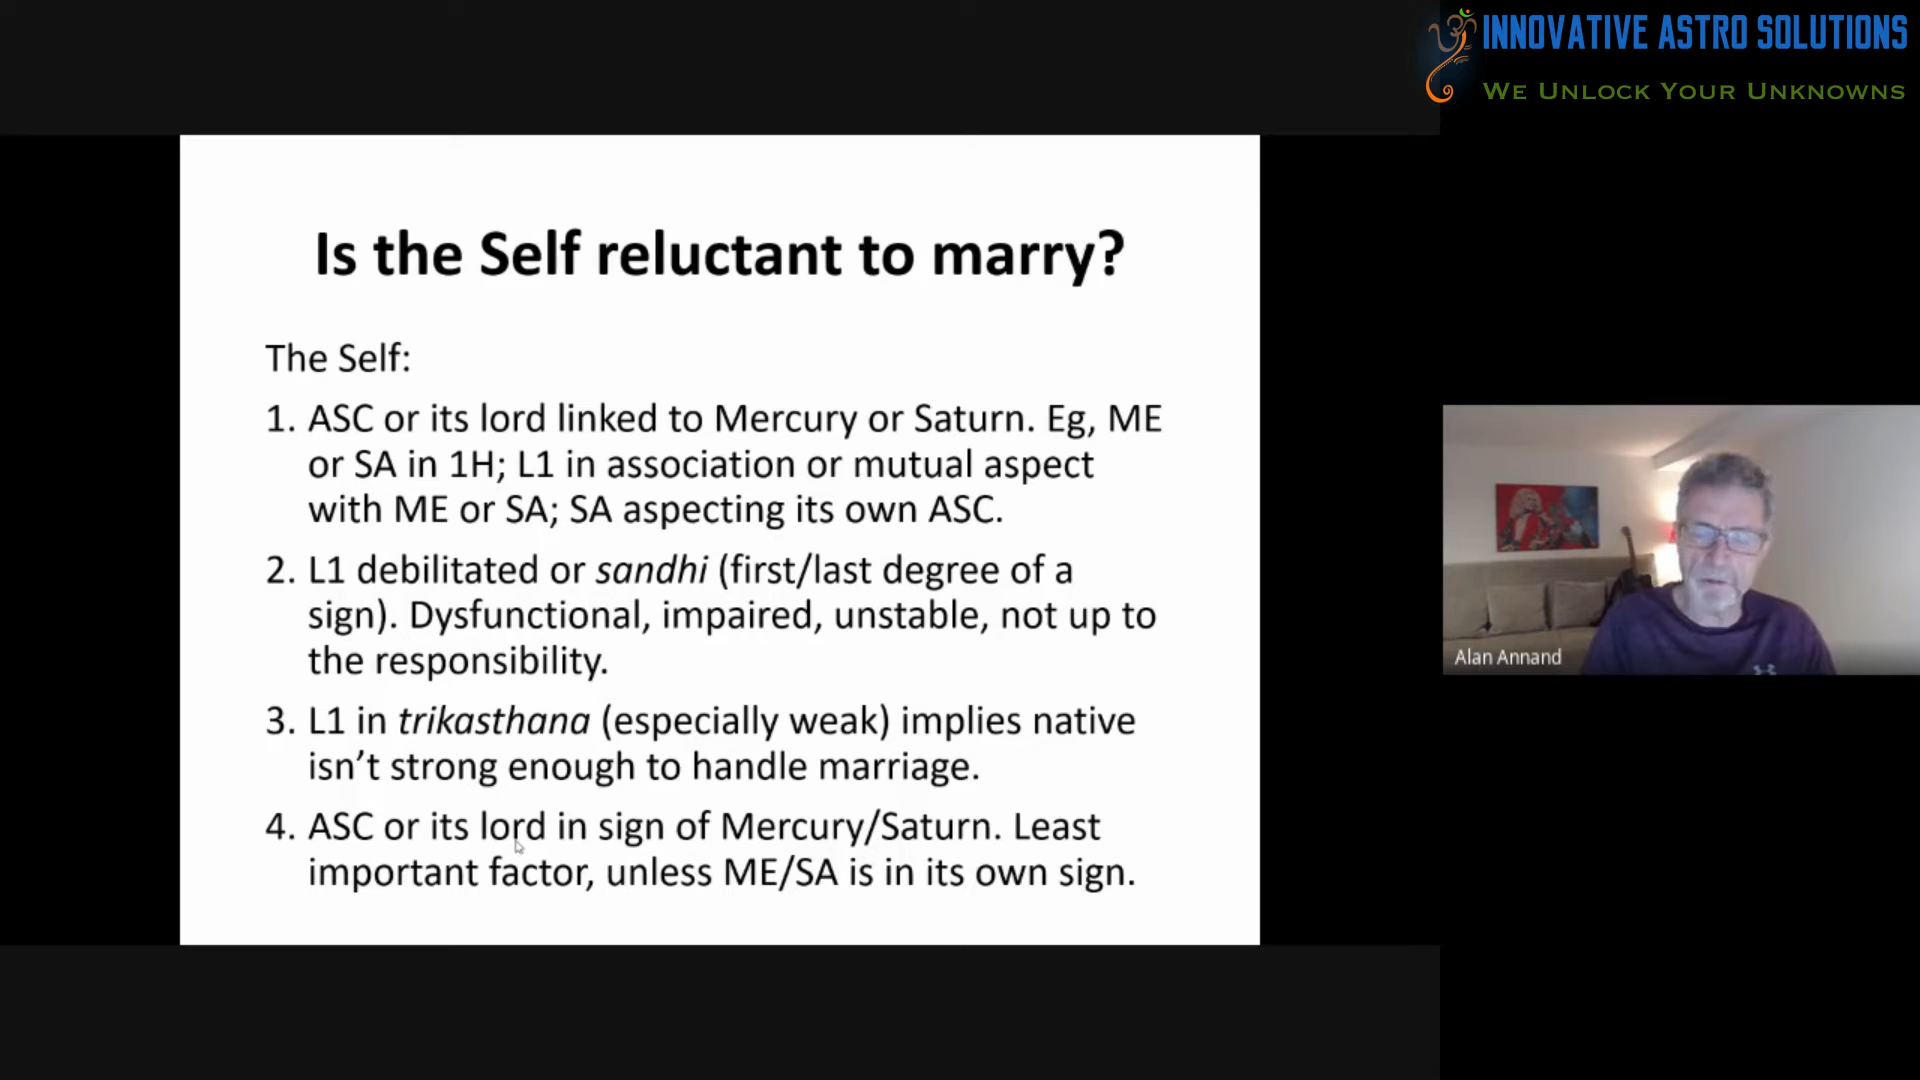 INNOVATIVE ASTRO SOLUTIONS
WE UNLOCK YOUR UNKNOWNS
Is the Self reluctant to marry?
The Self:
1. ASC or its lord linked to Mercury or Saturn. Eg, ME
or SA in 1H; L1 in association or mutual aspect
with ME or SA; SA aspecting its own ASC.
2. L1 debilitated or sandhi (first/last degree of a
sign). Dysfunctional, impaired, unstable, not up to
the responsibility.
3. L1 in trikasthana (especially weak) implies native
isn’t strong enough to handle marriage.
4. ASC or its lord in sign of Mercury/Saturn. Least
important factor, unless ME/SA is in its own sign.
Alan Annand